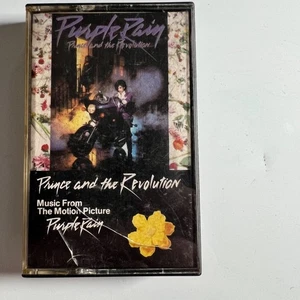 Purple Rain
Prince and the Revolution
Prince and the Revolution
Music From
The Motion Picture
Purple Rain